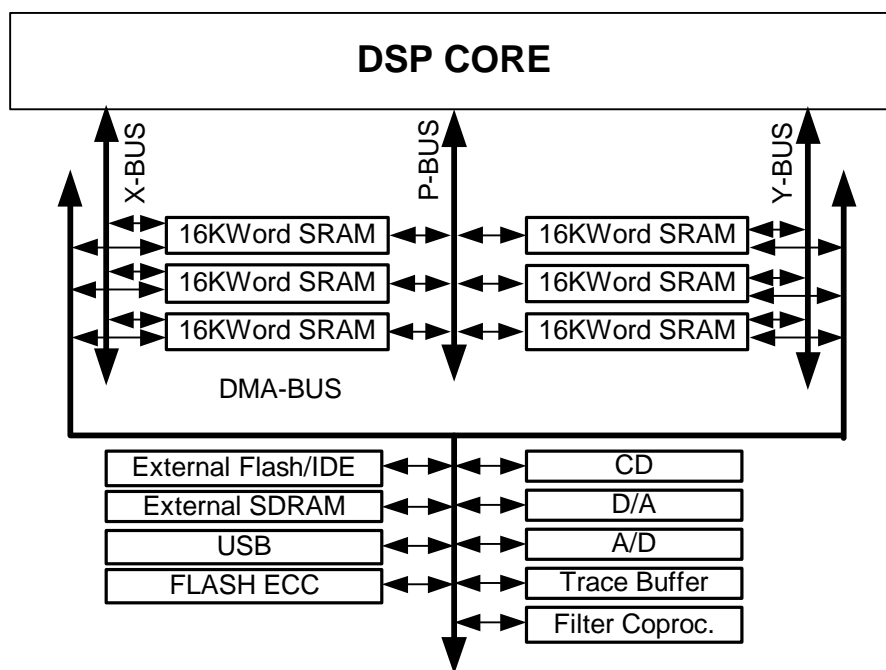 DSP CORE
X-BUS
P-BUS
Y-BUS
16KWord SRAM
16KWord SRAM
16KWord SRAM
16KWord SRAM
16KWord SRAM
16KWord SRAM
DMA-BUS
External Flash/IDE
CD
External SDRAM
D/A
USB
A/D
FLASH ECC
Trace Buffer
Filter Coproc.